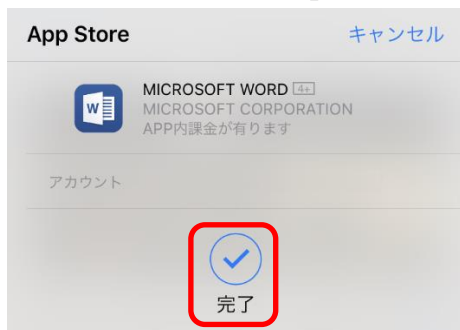 App Store キャンセル
MICROSOFT WORD 4+
MICROSOFT CORPORATION
APP内課金が有ります
アカウント
完了